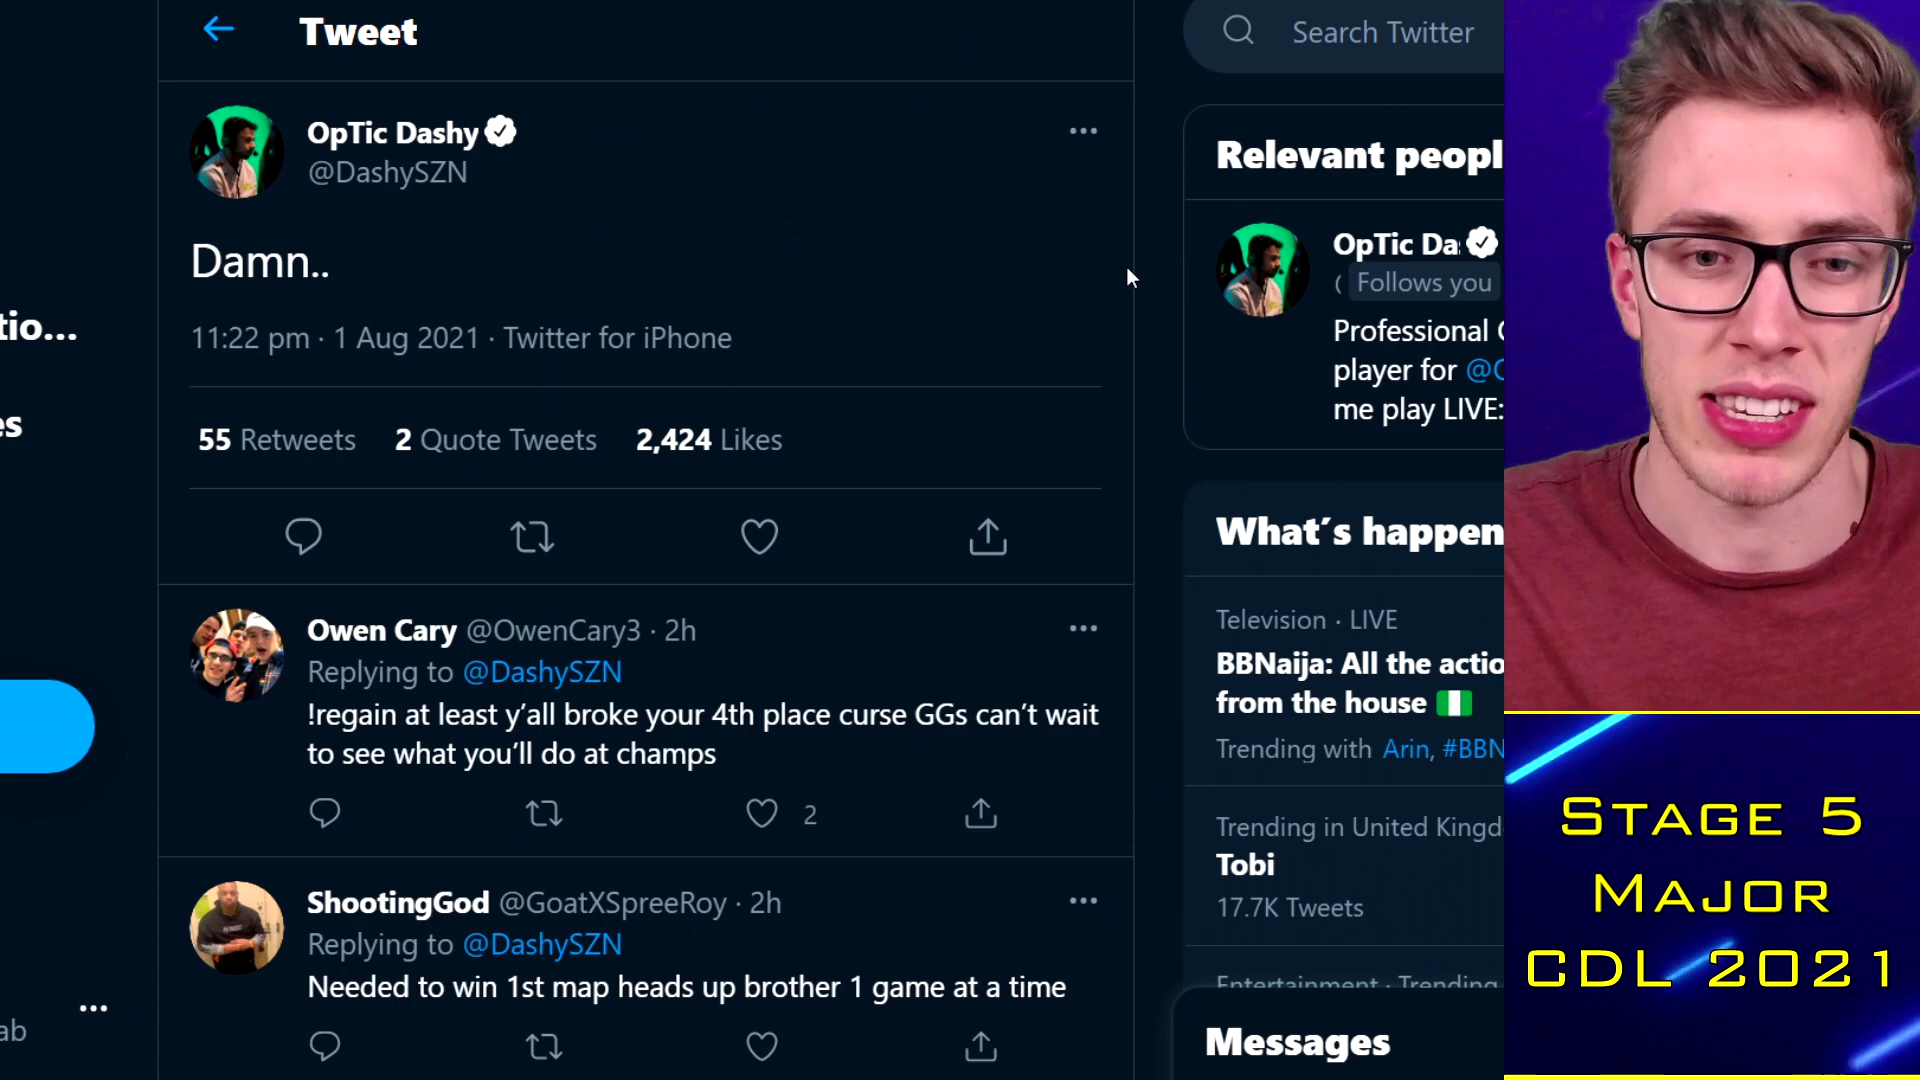 Tweet
Search Twitter
OpTic Dashy
@DashySZN
Damn..
11:22 pm · 1 Aug 2021 · Twitter for iPhone
55 Retweets 2 Quote Tweets 2,424 Likes
Owen Cary @OwenCary3 · 2h
Replying to @DashySZN
!regain at least y’all broke your 4th place curse GGs can’t wait
to see what you’ll do at champs
2
ShootingGod @GoatXSpreeRoy · 2h
Replying to @DashySZN
Needed to win 1st map heads up brother 1 game at a time
tio...
es
ab
Relevant peopl
OpTic Da
( Follows you
Professional C
player for @O
me play LIVE:
What's happen
Television · LIVE
BBNaija: All the actio
from the house
Trending with Arin, #BBN
Trending in United Kingd
Tobi
17.7K Tweets
Entertainment · Trending
Messages
STAGE 5
MAJOR
CDL 2021